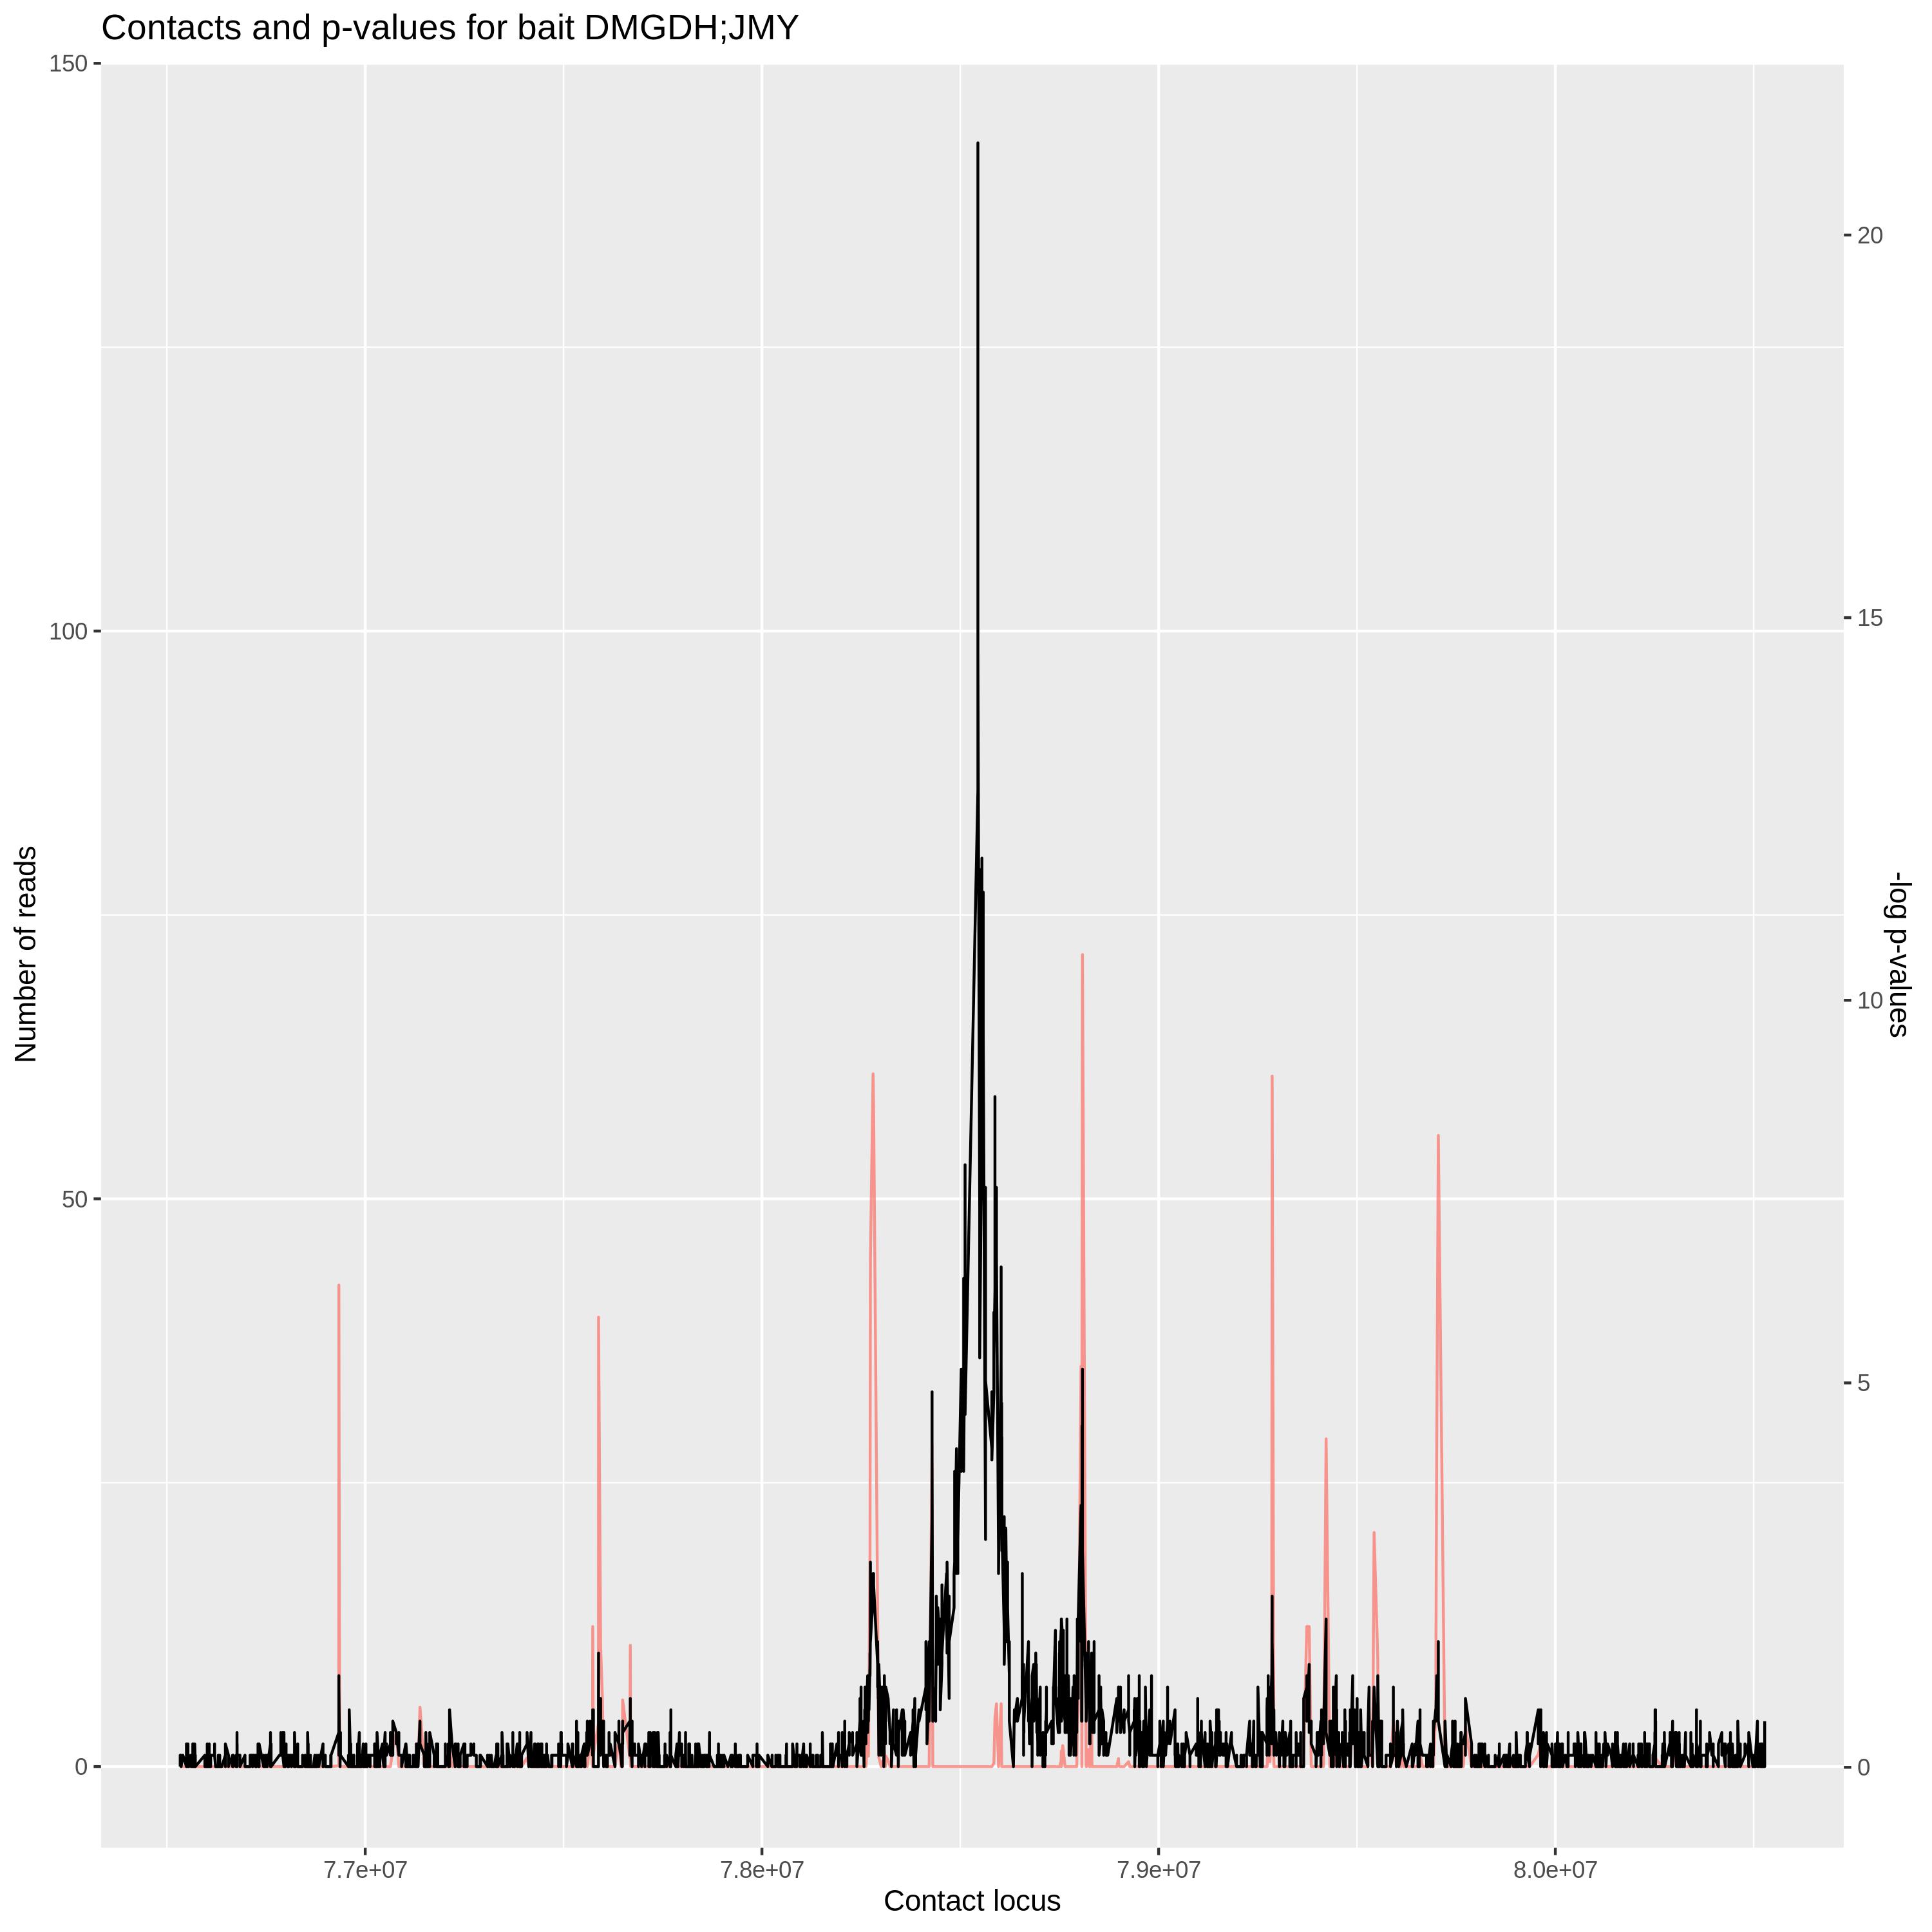 Contacts and p-values for bait DMGDH;JMY
150
100
50
0
Number of reads
20
15
10
5
0
-log p-values
7.7e+07
7.8e+07
7.9e+07
8.0e+07
Contact locus